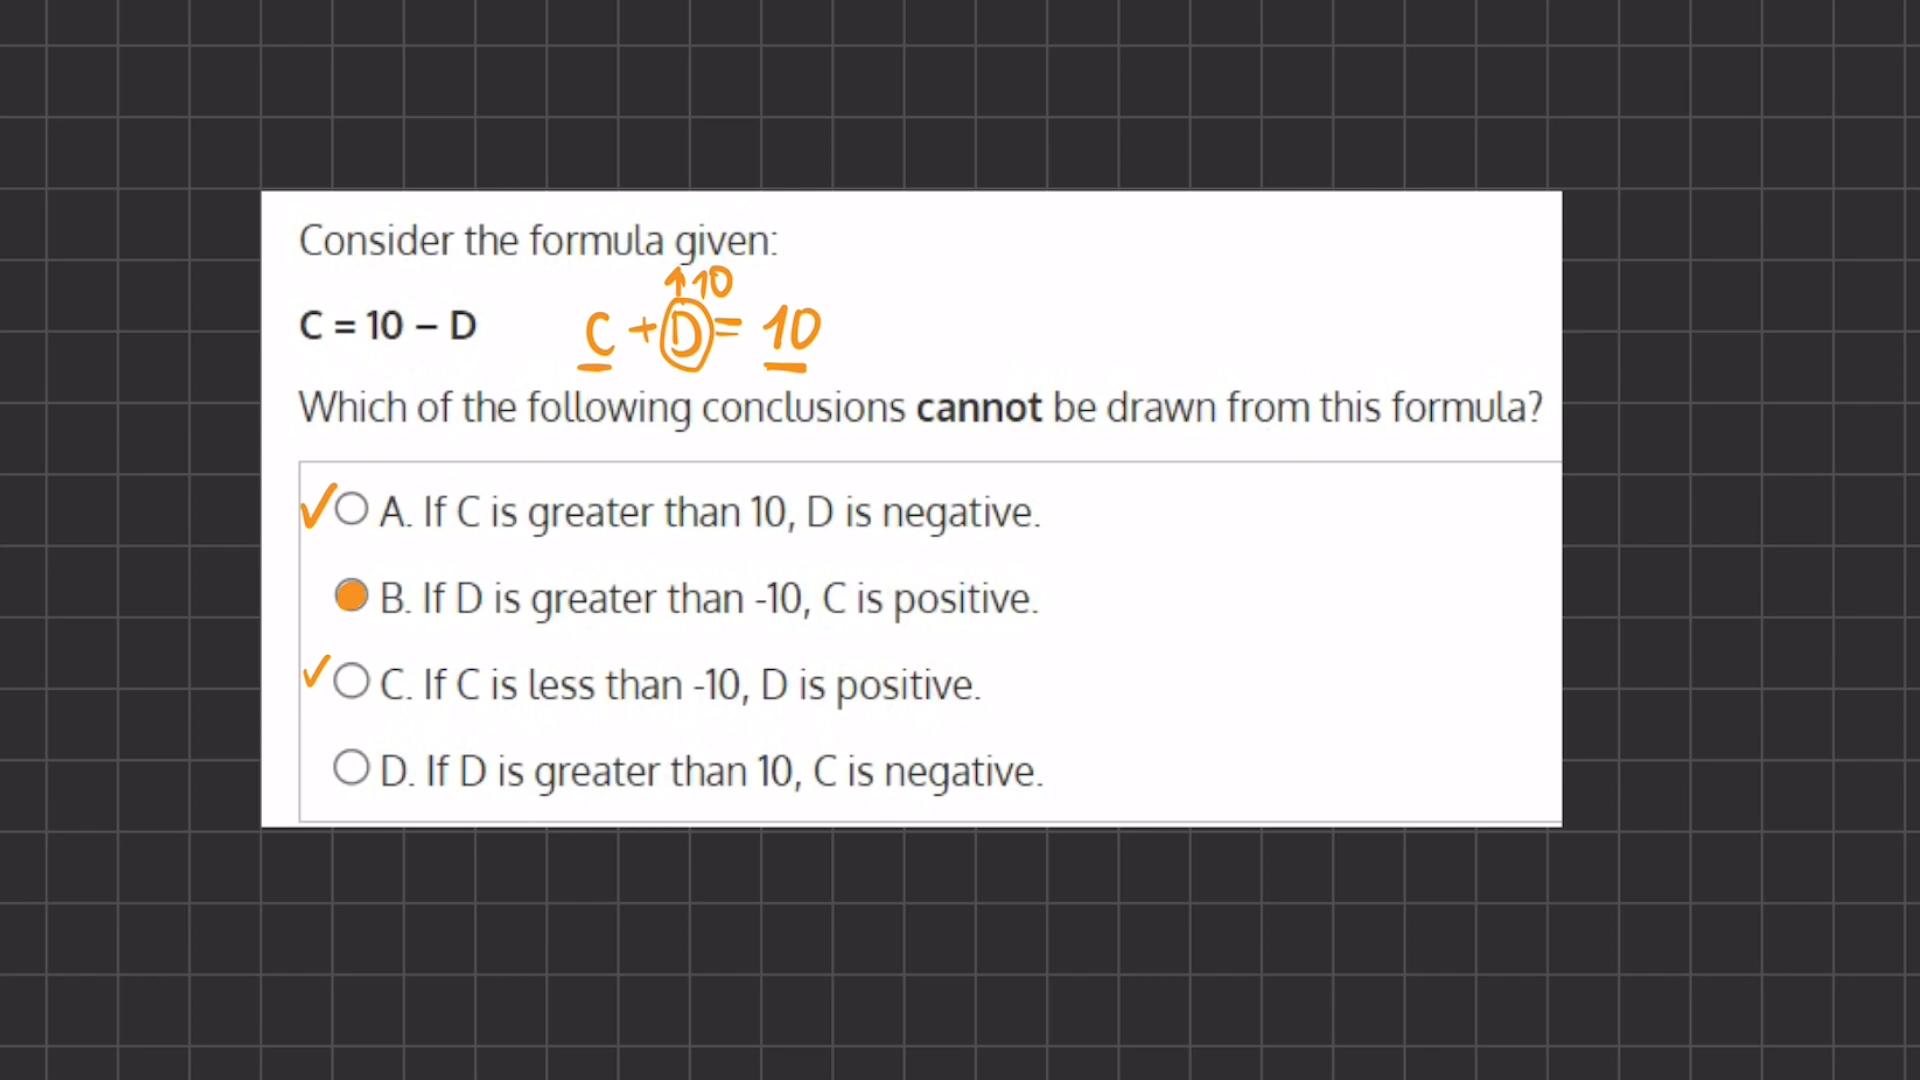 Consider the formula given:
↑10
C = 10 – D
C + D = 10
Which of the following conclusions cannot be drawn from this formula?
✓ A. If C is greater than 10, D is negative.
B. If D is greater than -10, C is positive.
✓ C. If C is less than -10, D is positive.
D. If D is greater than 10, C is negative.